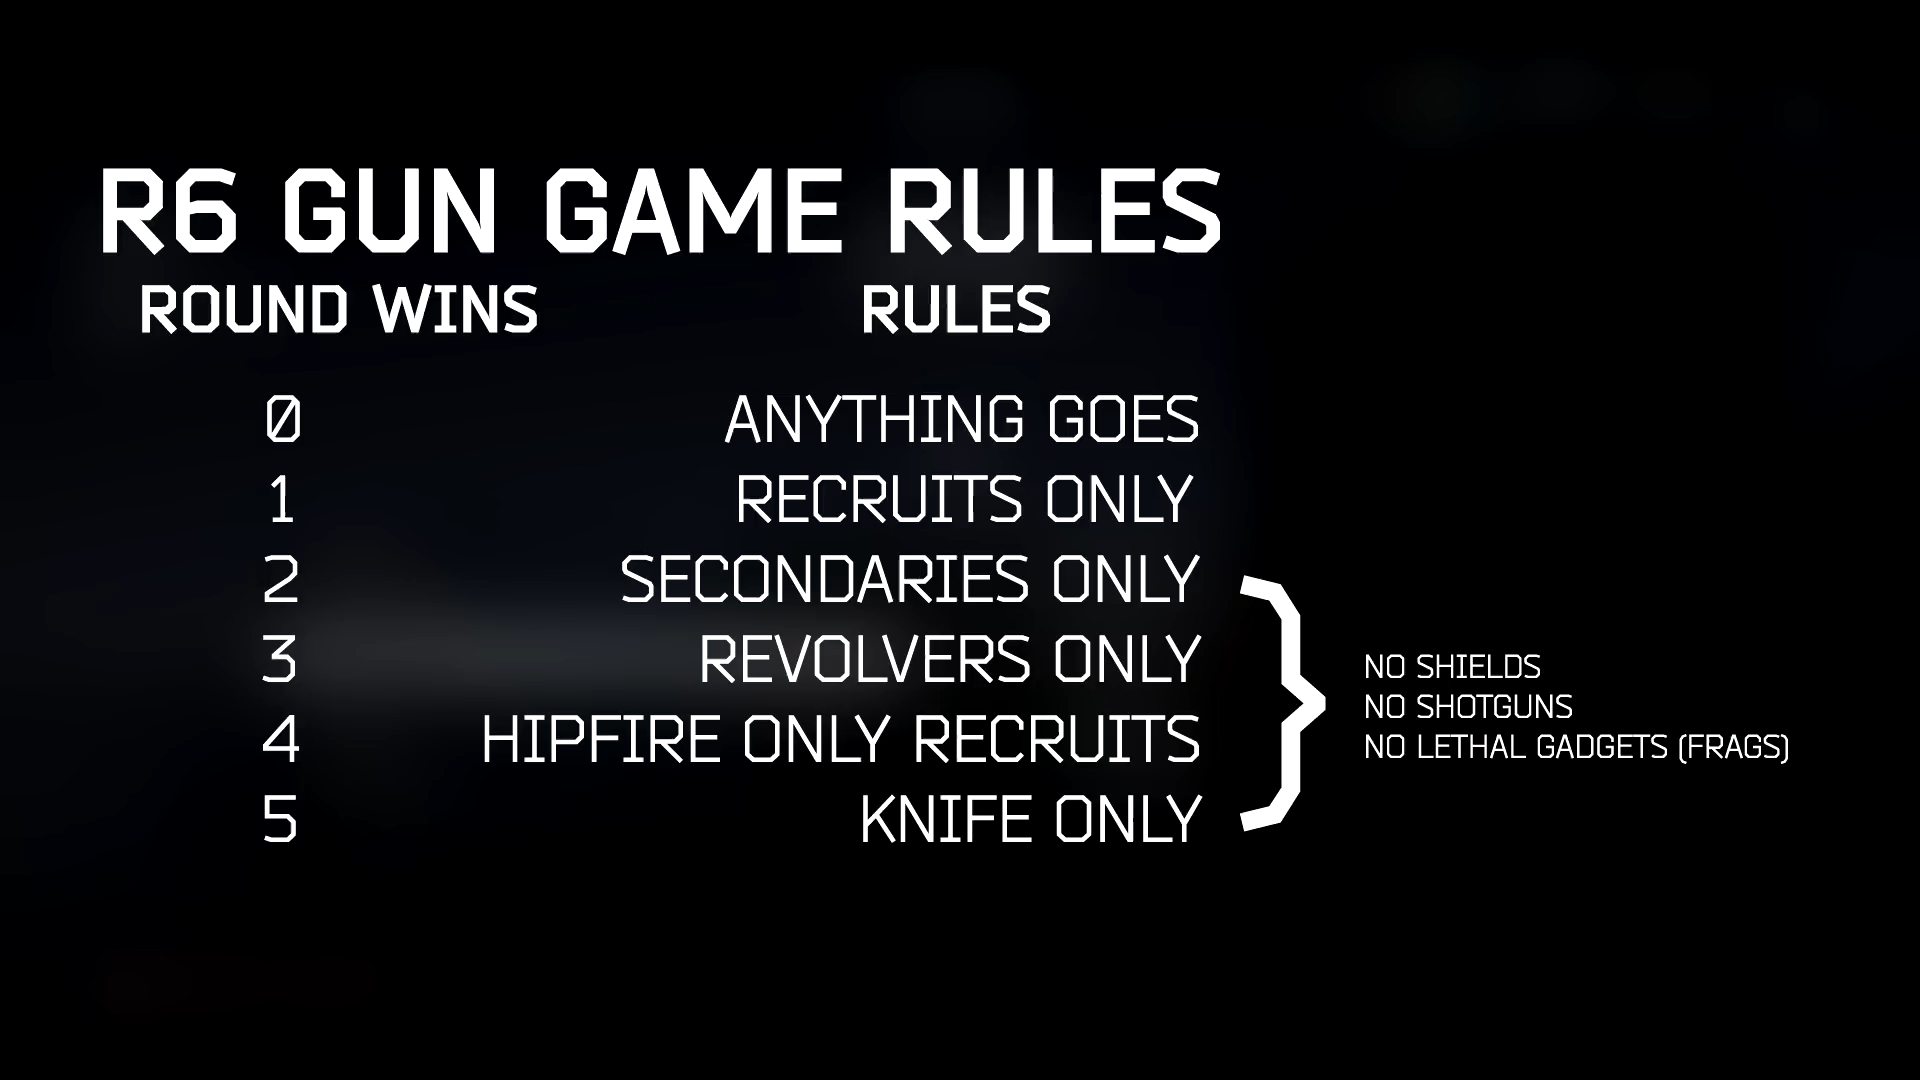 R6 GUN GAME RULES
ROUND WINS RULES
0 ANYTHING GOES
1 RECRUITS ONLY
2 SECONDARIES ONLY
3 REVOLVERS ONLY
4 HIPFIRE ONLY RECRUITS
5 KNIFE ONLY
NO SHIELDS
NO SHOTGUNS
NO LETHAL GADGETS (FRAGS)